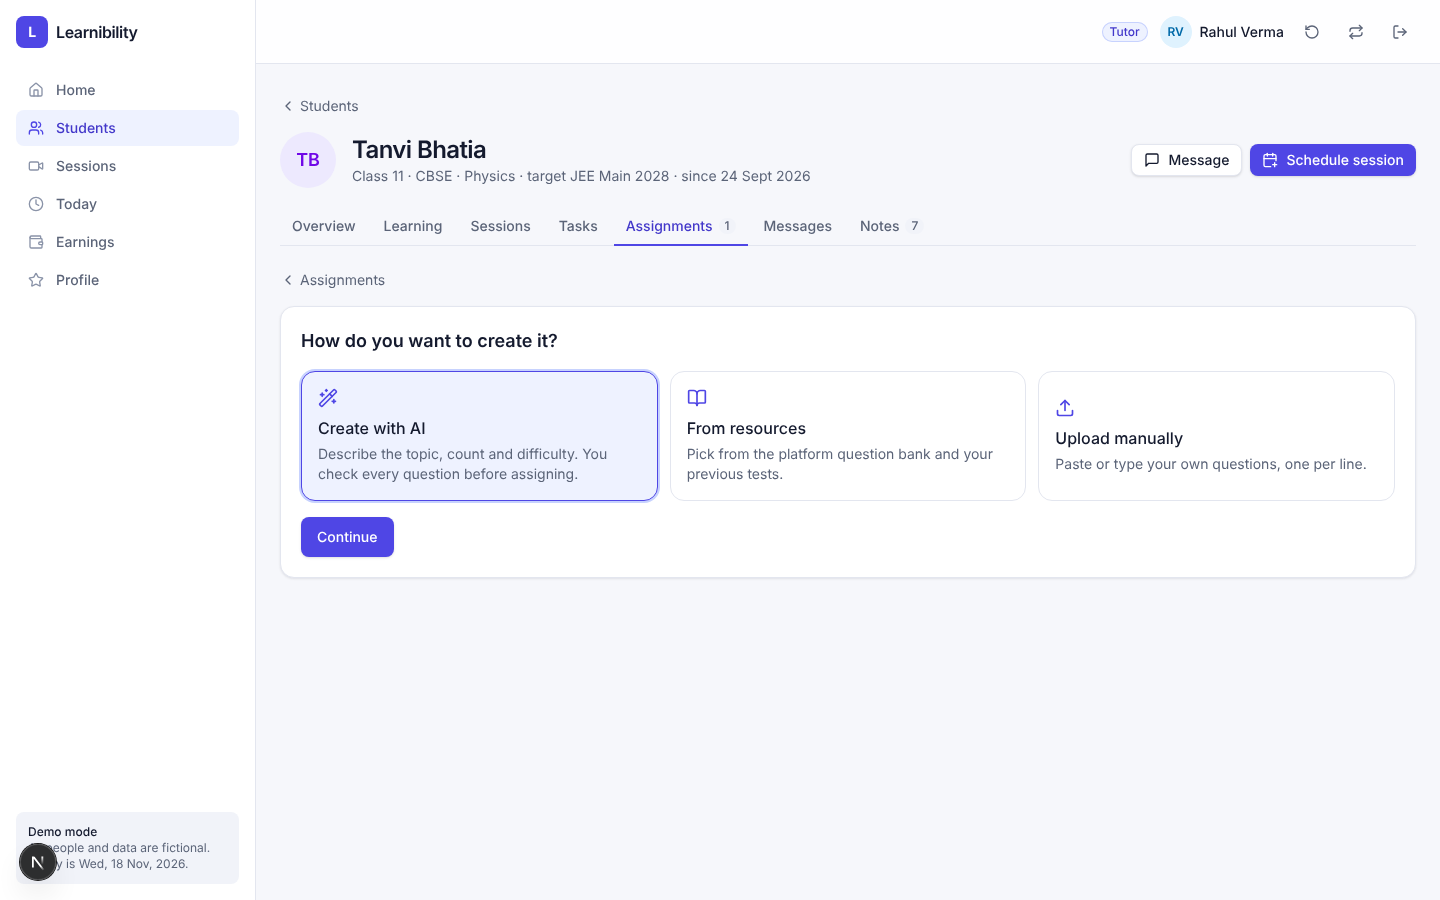 L Learnibility
Tutor RV Rahul Verma
Home
Students
Sessions
Today
Earnings
Profile
Students
TB
Tanvi Bhatia
Class 11 · CBSE · Physics · target JEE Main 2028 · since 24 Sept 2026
Message
Schedule session
Overview Learning Sessions Tasks Assignments 1 Messages Notes 7
Assignments
How do you want to create it?
Create with AI
Describe the topic, count and difficulty. You
check every question before assigning.
From resources
Pick from the platform question bank and your
previous tests.
Upload manually
Paste or type your own questions, one per line.
Continue
Demo mode
people and data are fictional.
is Wed, 18 Nov, 2026.
N